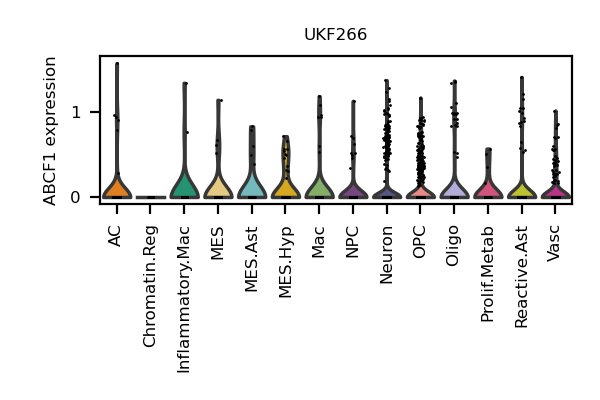 UKF266
ABCF1 expression
1
0
AC
Chromatin.Reg
Inflammatory.Mac
MES
MES.Ast
MES.Hyp
Mac
NPC
Neuron
OPC
Oligo
Prolif.Metab
Reactive.Ast
Vasc